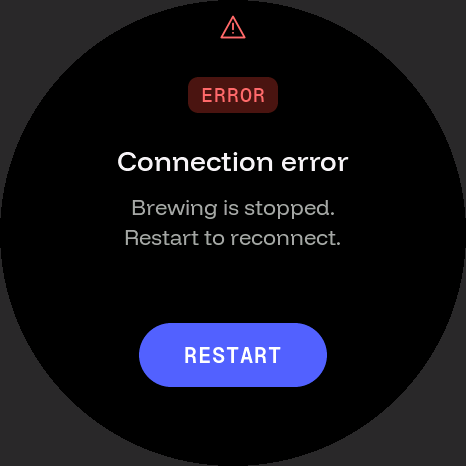 ERROR
Connection error
Brewing is stopped.
Restart to reconnect.
RESTART